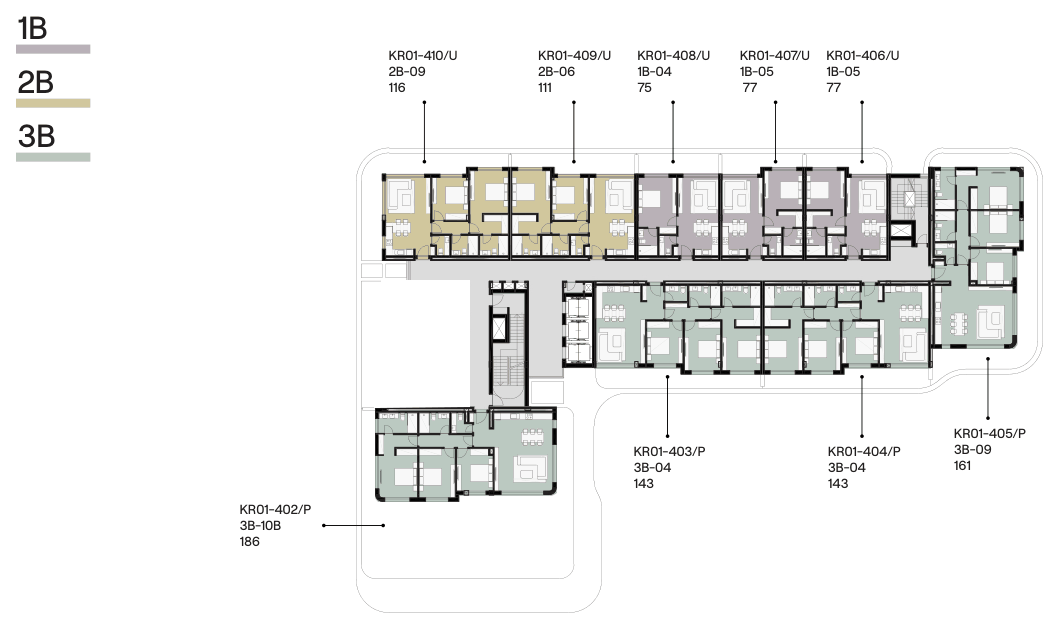 1B
2B
3B
KR01-410/U
2B-09
116
KR01-409/U
2B-06
111
KR01-408/U
1B-04
75
KR01-407/U
1B-05
77
KR01-406/U
1B-05
77
KR01-403/P
3B-04
143
KR01-404/P
3B-04
143
KR01-405/P
3B-09
161
KR01-402/P
3B-10B
186